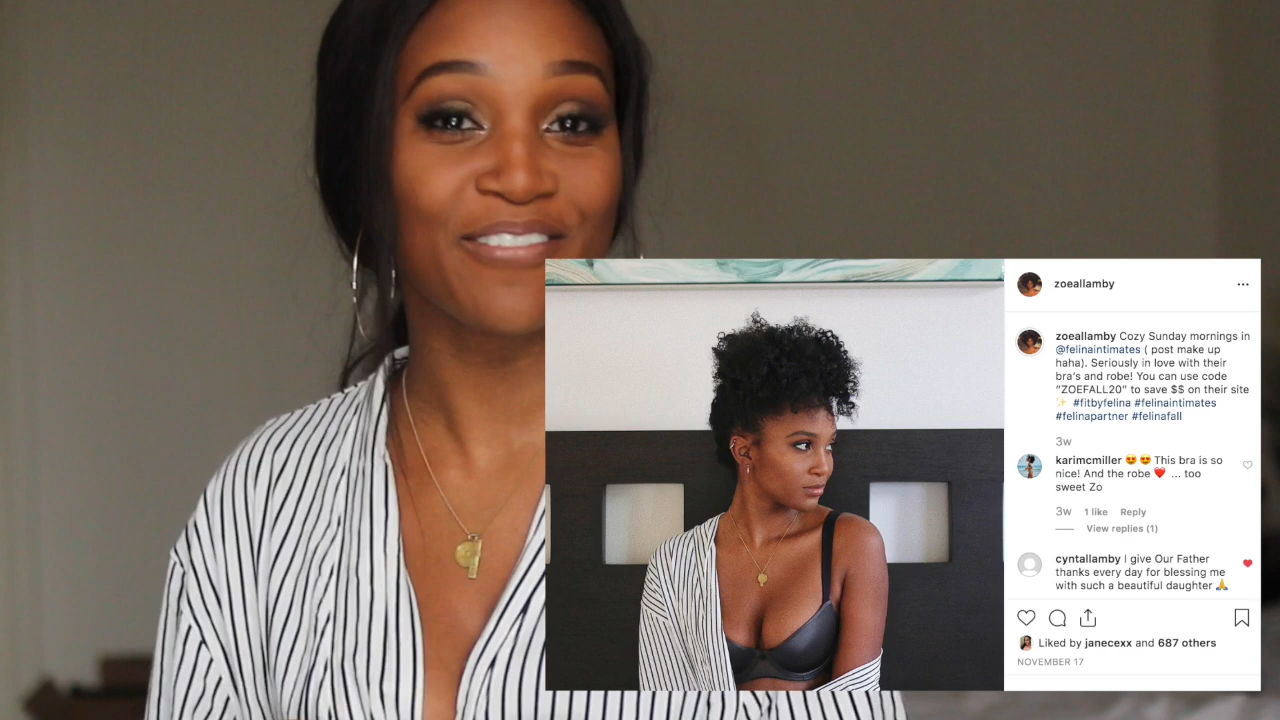 zoeallamby
zoeallamby Cozy Sunday mornings in
@felinaintimates ( post make up
haha). Seriously in love with their
bra's and robe! You can use code
"ZOEFALL20" to save $$ on their site
✨ #fitbyfelina #felinaintimates
#felinapartner #felinafall
3w
karimcmiller 😍😍 This bra is so
nice! And the robe ❤️ ... too
sweet Zo
3w 1 like Reply
View replies (1)
cyntallamby I give Our Father
thanks every day for blessing me
with such a beautiful daughter 🙏
Liked by janecexx and 687 others
NOVEMBER 17